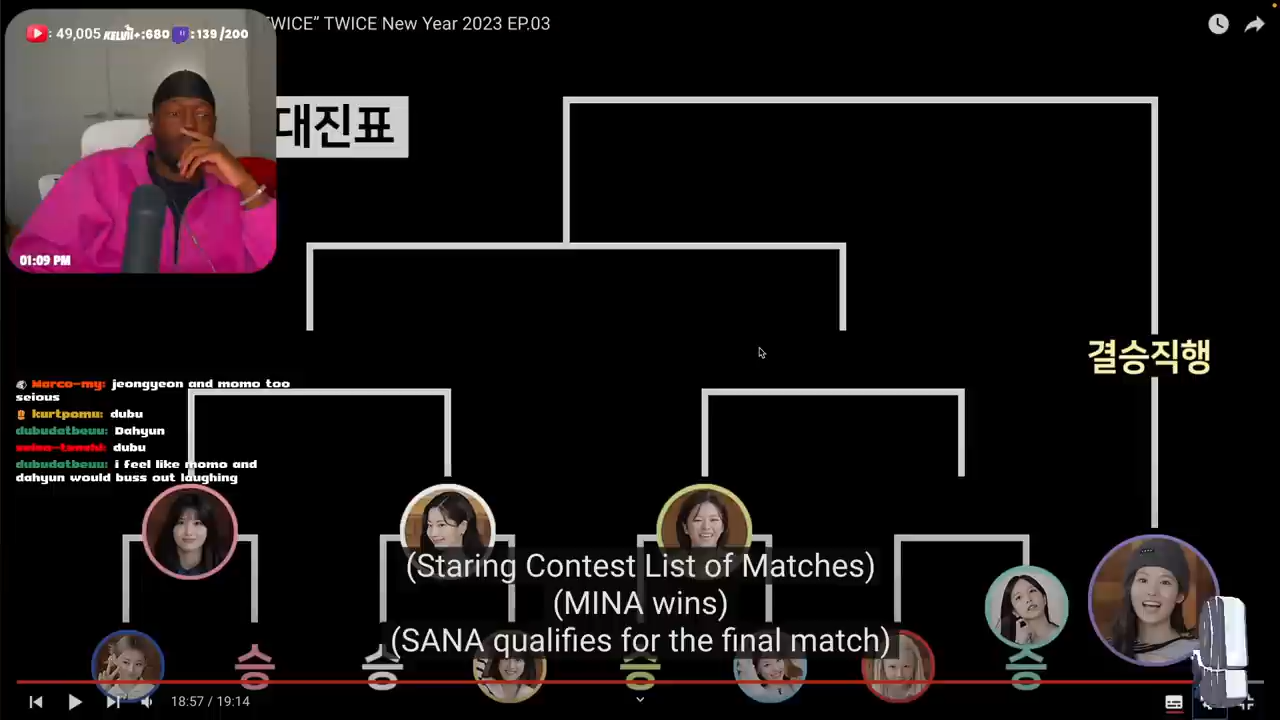 : 49,005 KELVII+:680 :139/200
WICE" TWICE New Year 2023 EP.03
대진표
01:09 PM
결승직행
Marco-my: jeongyeon and momo too
seious
kurtpomu: dubu
dubudatbeuu: Dahyun
dubu
dubudatbeuu: i feel like momo and
dahyun would buss out laughing
(Staring Contest List of Matches)
(MINA wins)
(SANA qualifies for the final match)
승 승 승 승
18:57 / 19:14